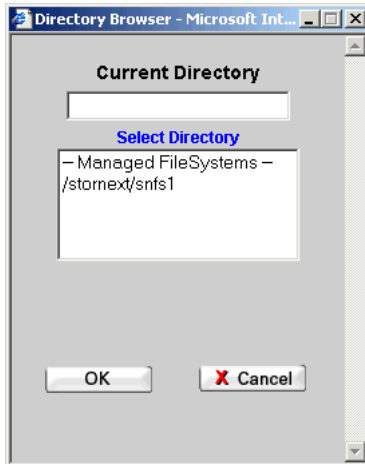 Directory Browser - Microsoft Int...
Current Directory
Select Directory
– Managed FileSystems –
/stornext/snfs1
OK
X Cancel